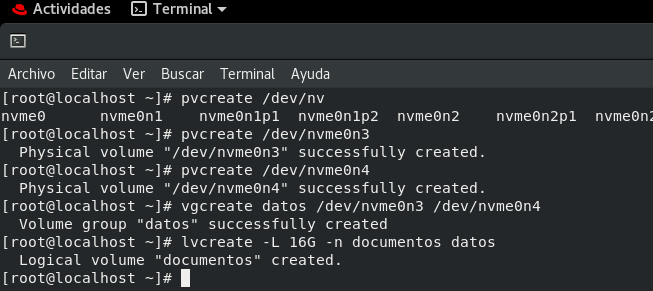 Actividades Terminal
Archivo Editar Ver Buscar Terminal Ayuda
[root@localhost ~]# pvcreate /dev/nv
nvme0 nvme0n1 nvme0n1p1 nvme0n1p2 nvme0n2 nvme0n2p1 nvme0n2
[root@localhost ~]# pvcreate /dev/nvme0n3
Physical volume "/dev/nvme0n3" successfully created.
[root@localhost ~]# pvcreate /dev/nvme0n4
Physical volume "/dev/nvme0n4" successfully created.
[root@localhost ~]# vgcreate datos /dev/nvme0n3 /dev/nvme0n4
Volume group "datos" successfully created
[root@localhost ~]# lvcreate -L 16G -n documentos datos
Logical volume "documentos" created.
[root@localhost ~]#